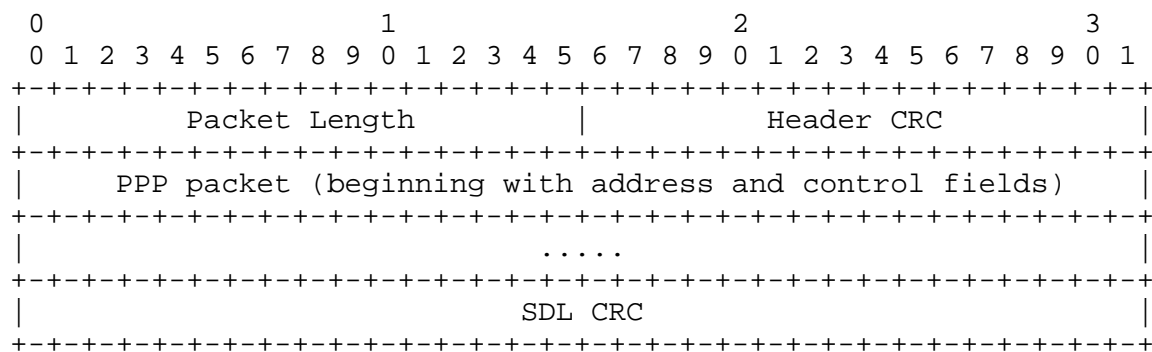 0                   1                   2                   3
 0 1 2 3 4 5 6 7 8 9 0 1 2 3 4 5 6 7 8 9 0 1 2 3 4 5 6 7 8 9 0 1
+-+-+-+-+-+-+-+-+-+-+-+-+-+-+-+-+-+-+-+-+-+-+-+-+-+-+-+-+-+-+-+-+
|         Packet Length         |          Header CRC           |
+-+-+-+-+-+-+-+-+-+-+-+-+-+-+-+-+-+-+-+-+-+-+-+-+-+-+-+-+-+-+-+-+
|     PPP packet (beginning with address and control fields)    |
+-+-+-+-+-+-+-+-+-+-+-+-+-+-+-+-+-+-+-+-+-+-+-+-+-+-+-+-+-+-+-+-+
|                             .....                             |
+-+-+-+-+-+-+-+-+-+-+-+-+-+-+-+-+-+-+-+-+-+-+-+-+-+-+-+-+-+-+-+-+
|                            SDL CRC                            |
+-+-+-+-+-+-+-+-+-+-+-+-+-+-+-+-+-+-+-+-+-+-+-+-+-+-+-+-+-+-+-+-+